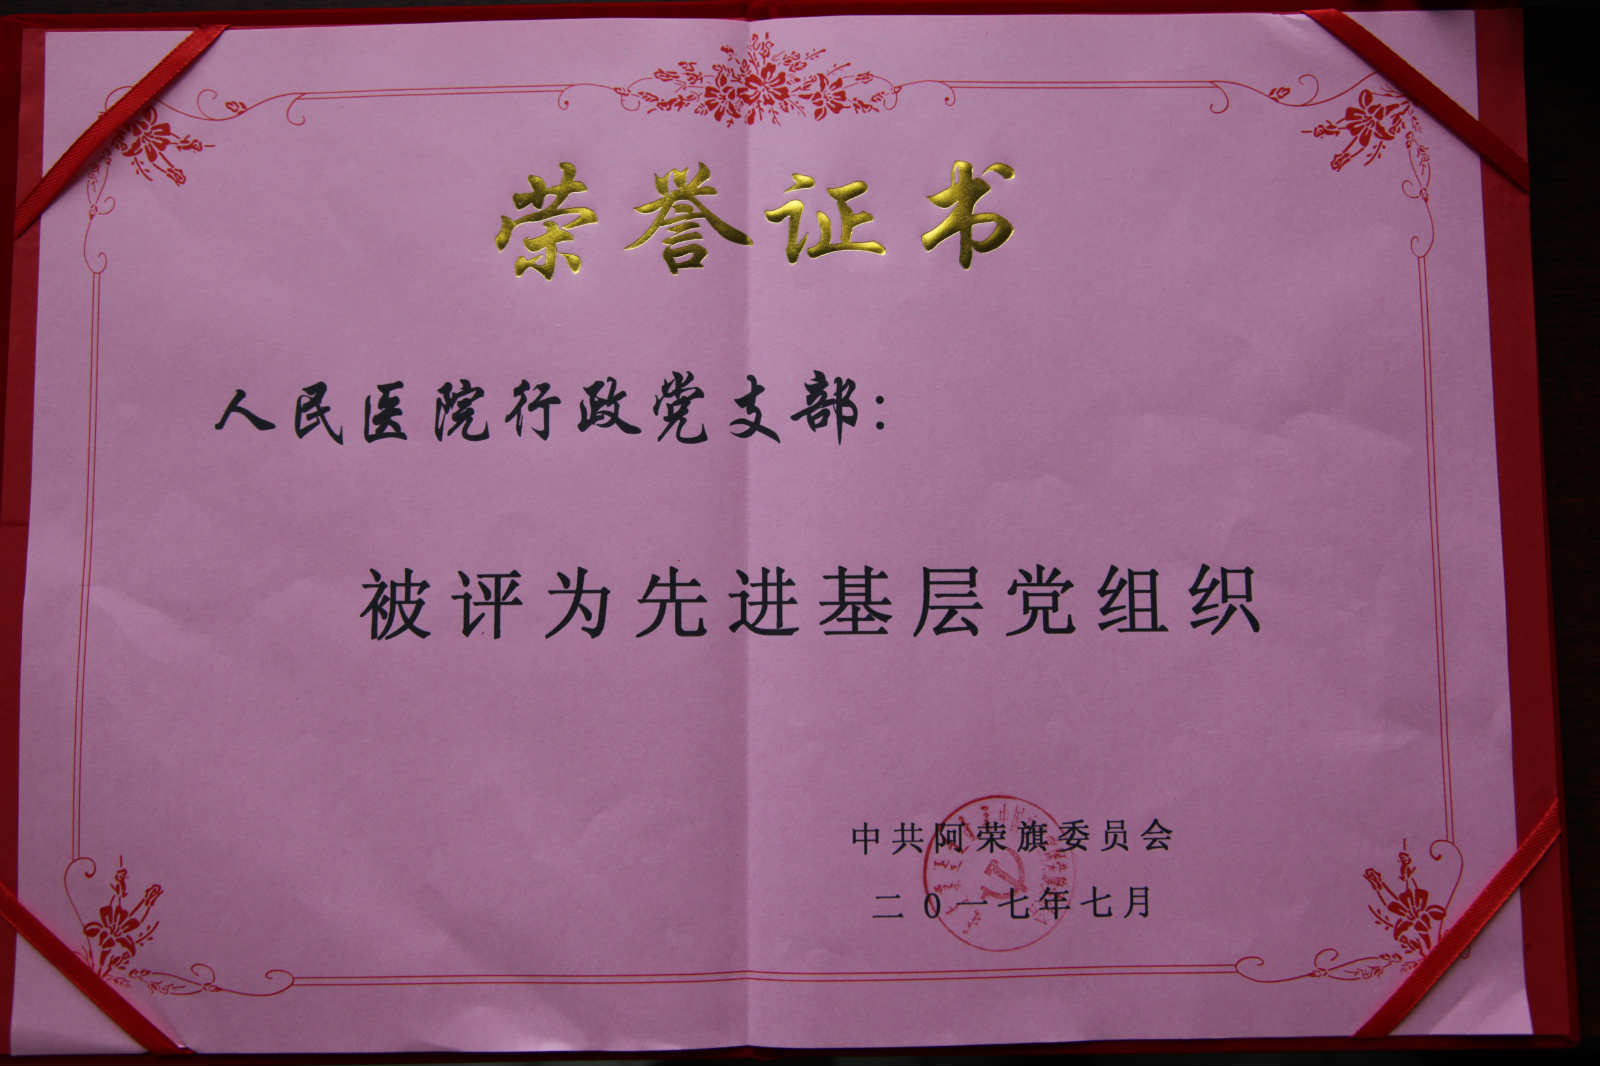 荣誉证书
人民医院行政党支部:
被评为先进基层党组织
中共阿荣旗委员会
二0一七年七月